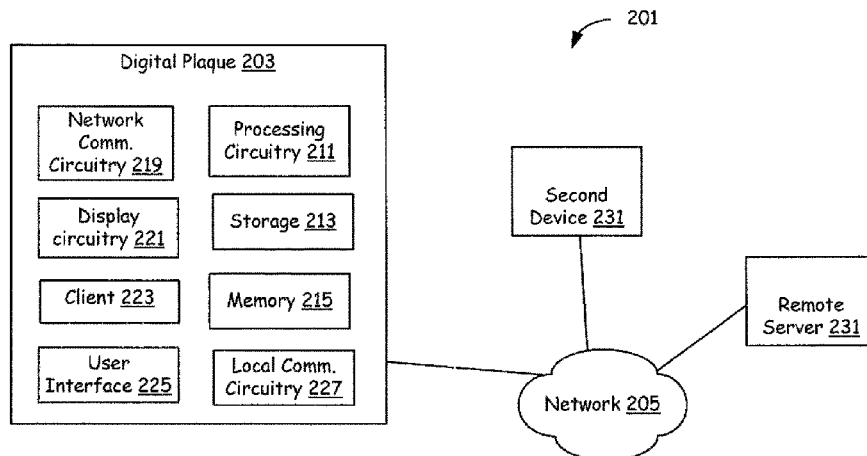 201
Digital Plaque 203
Network
Comm.
Circuitry 219
Processing
Circuitry 211
Display
circuitry 221
Storage 213
Client 223
Memory 215
User
Interface 225
Local Comm.
Circuitry 227
Second
Device 231
Remote
Server 231
Network 205